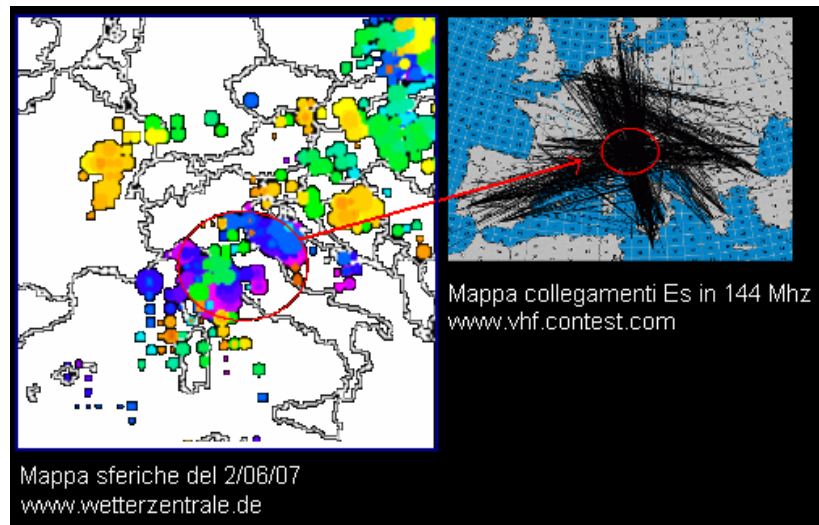 Mappa collegamenti Es in 144 Mhz
www.vhf.contest.com
Mappa sferiche del 2/06/07
www.wetterzentrale.de